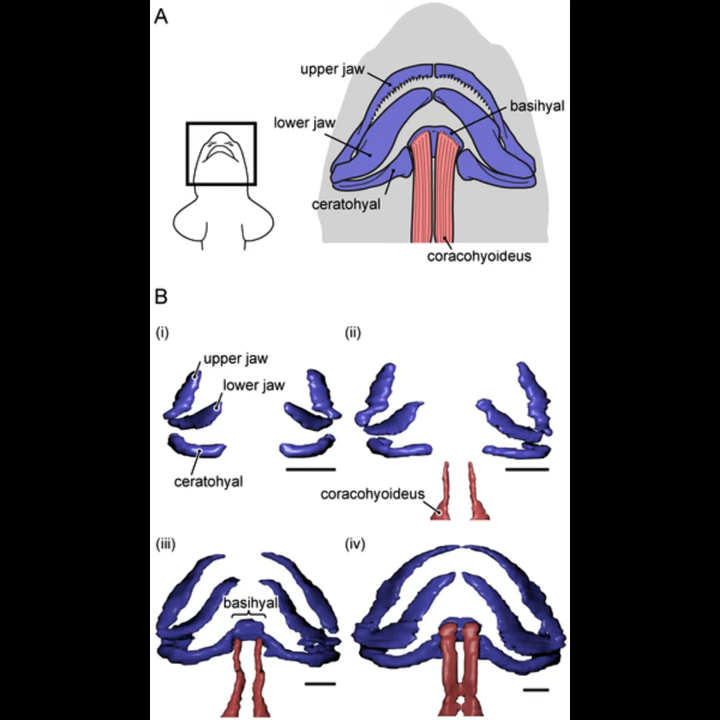 A
upper jaw
basihyal
lower jaw
ceratohyal
coracohyoideus
B
(i)
(ii)
upper jaw
lower jaw
ceratohyal
coracohyoideus
(iii)
(iv)
basihyal